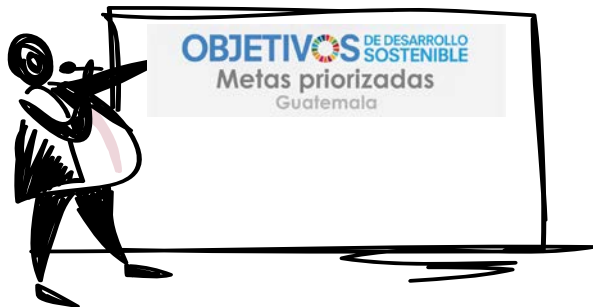 OBJETIVOS DE DESARROLLO
SOSTENIBLE
Metas priorizadas
Guatemala